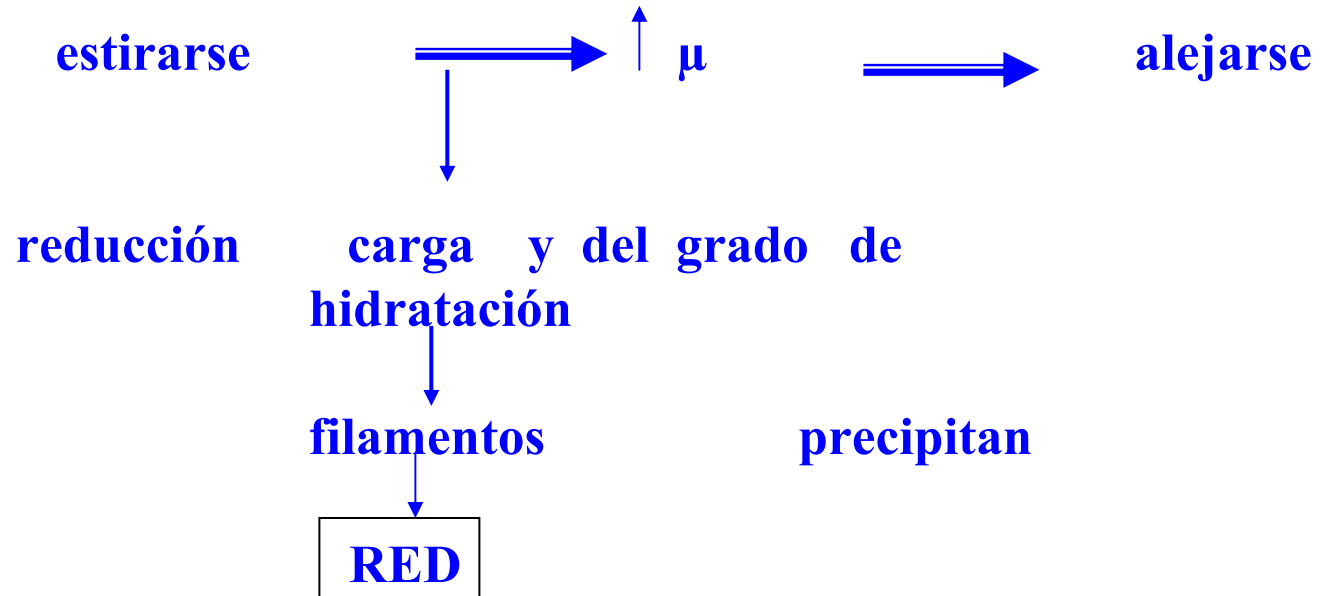 estirarse μ alejarse
reducción carga y del grado de
hidratación
filamentos precipitan
RED